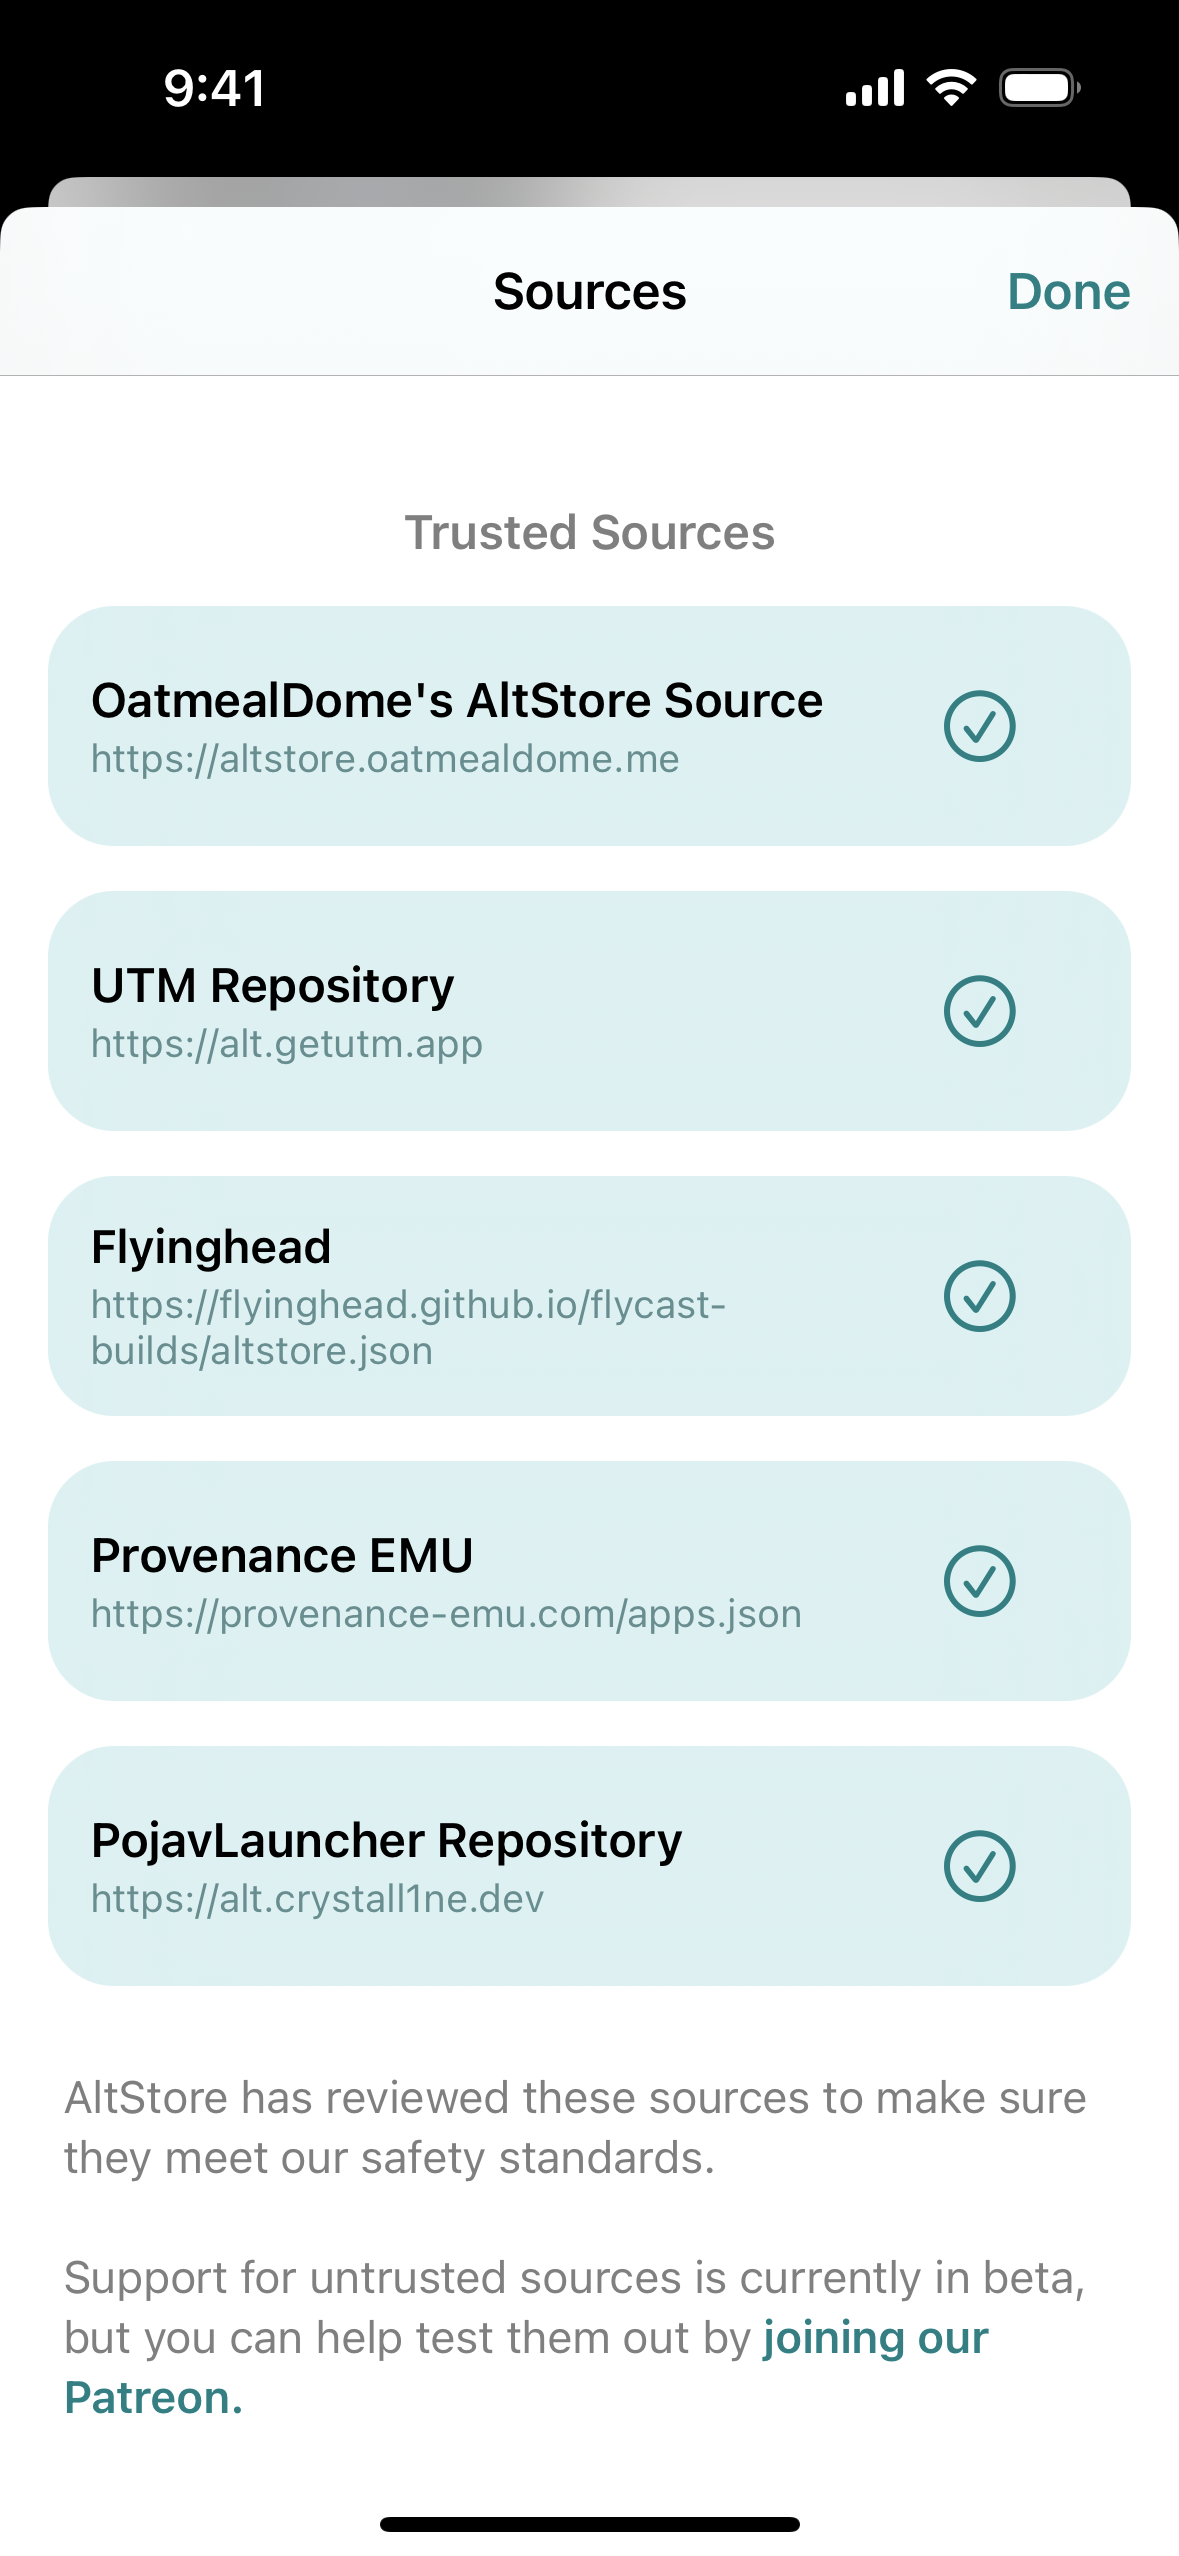 9:41
Sources
Done
Trusted Sources
OatmealDome's AltStore Source
https://altstore.oatmealdome.me
UTM Repository
https://alt.getutm.app
Flyinghead
https://flyinghead.github.io/flycast-
builds/altstore.json
Provenance EMU
https://provenance-emu.com/apps.json
PojavLauncher Repository
https://alt.crystall1ne.dev
AltStore has reviewed these sources to make sure
they meet our safety standards.
Support for untrusted sources is currently in beta,
but you can help test them out by joining our
Patreon.